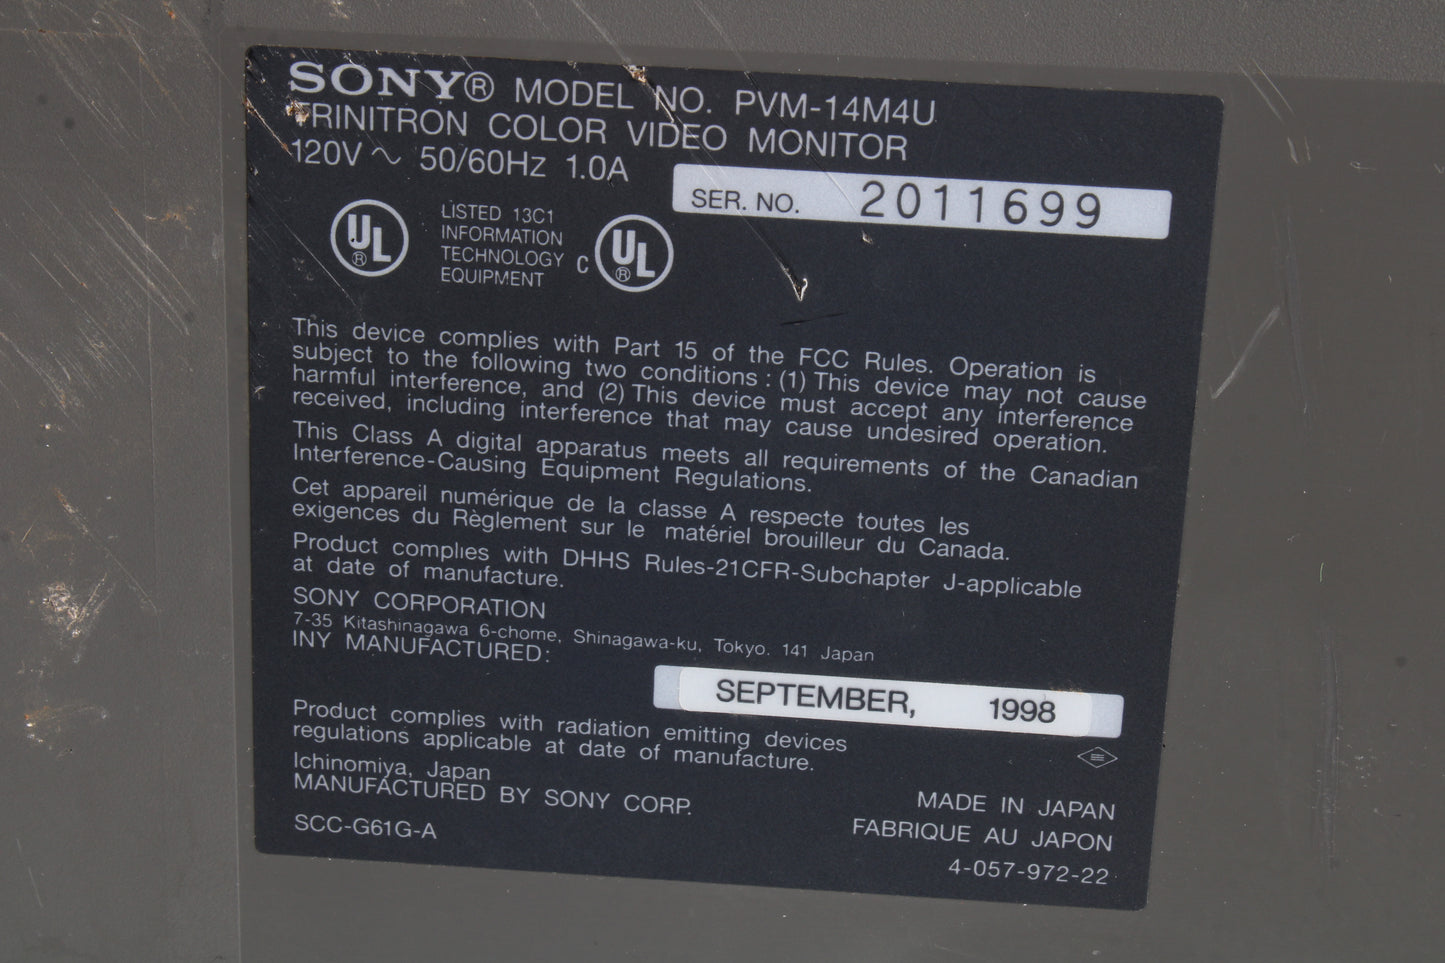 SONY® MODEL NO. PVM-14M4U
TRINITRON COLOR VIDEO MONITOR
120V ~ 50/60Hz 1.0A
SER. NO. 2011699
UL®
LISTED 13C1
INFORMATION
TECHNOLOGY
EQUIPMENT
C UL®
This device complies with Part 15 of the FCC Rules. Operation is
subject to the following two conditions : (1) This device may not cause
harmful interference, and (2) This device must accept any interference
received, including interference that may cause undesired operation.
This Class A digital apparatus meets all requirements of the Canadian
Interference-Causing Equipment Regulations.
Cet appareil numérique de la classe A respecte toutes les
exigences du Règlement sur le matériel brouilleur du Canada.
Product complies with DHHS Rules-21CFR-Subchapter J-applicable
at date of manufacture.
SONY CORPORATION
7-35 Kitashinagawa 6-chome, Shinagawa-ku, Tokyo. 141 Japan
INY MANUFACTURED:
SEPTEMBER, 1998
Product complies with radiation emitting devices
regulations applicable at date of manufacture.
Ichinomiya, Japan
MANUFACTURED BY SONY CORP.
SCC-G61G-A
MADE IN JAPAN
FABRIQUE AU JAPON
4-057-972-22